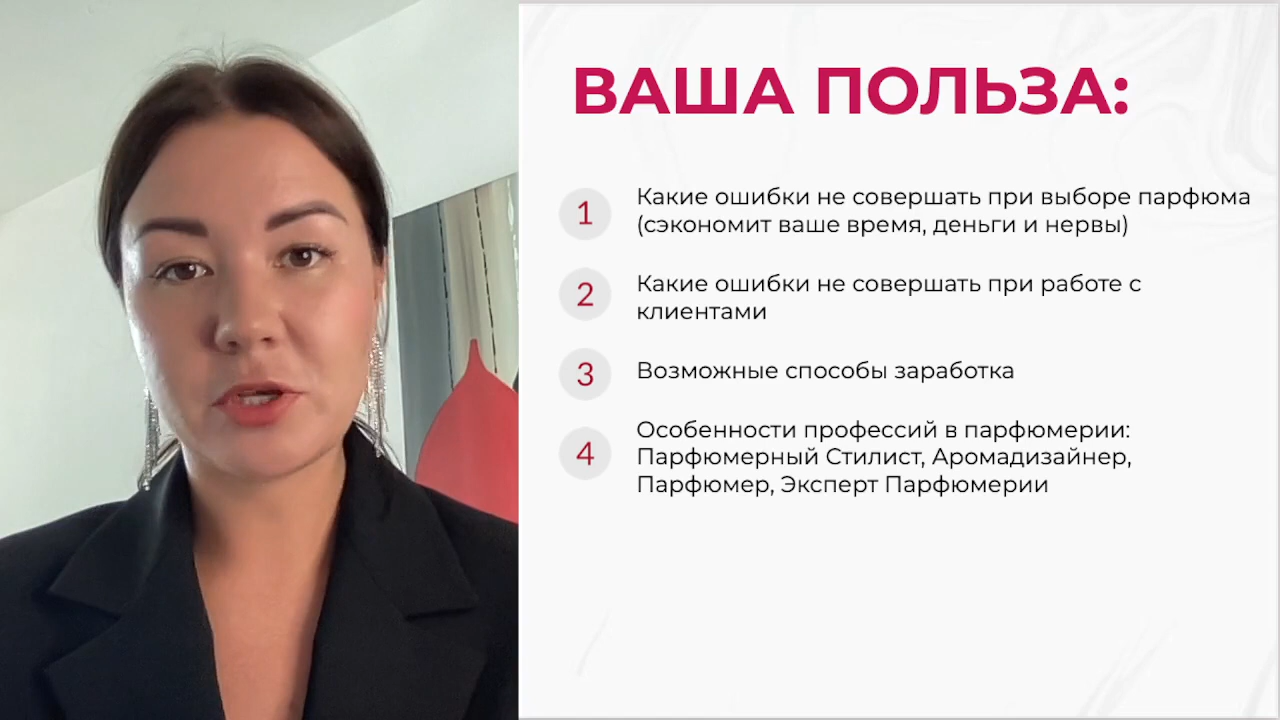 ВАША ПОЛЬЗА:
1
Какие ошибки не совершать при выборе парфюма
(сэкономит ваше время, деньги и нервы)
2
Какие ошибки не совершать при работе с
клиентами
3
Возможные способы заработка
4
Особенности профессий в парфюмерии:
Парфюмерный Стилист, Аромадизайнер,
Парфюмер, Эксперт Парфюмерии